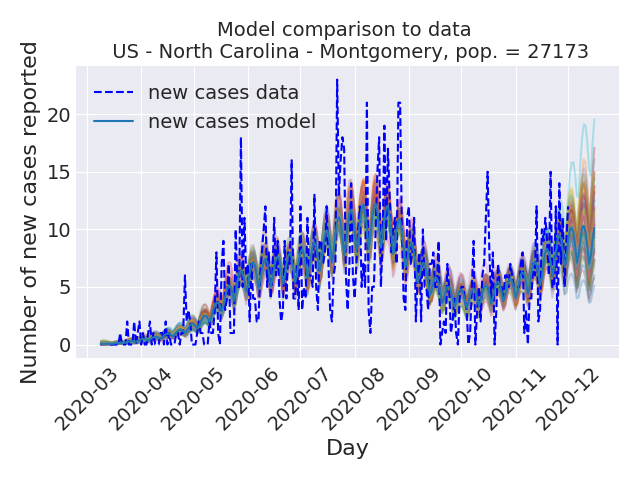 Model comparison to data
US - North Carolina - Montgomery, pop. = 27173
Number of new cases reported
new cases data
new cases model
20
15
10
5
0
2020-03
2020-04
2020-05
2020-06
2020-07
2020-08
2020-09
2020-10
2020-11
2020-12
Day